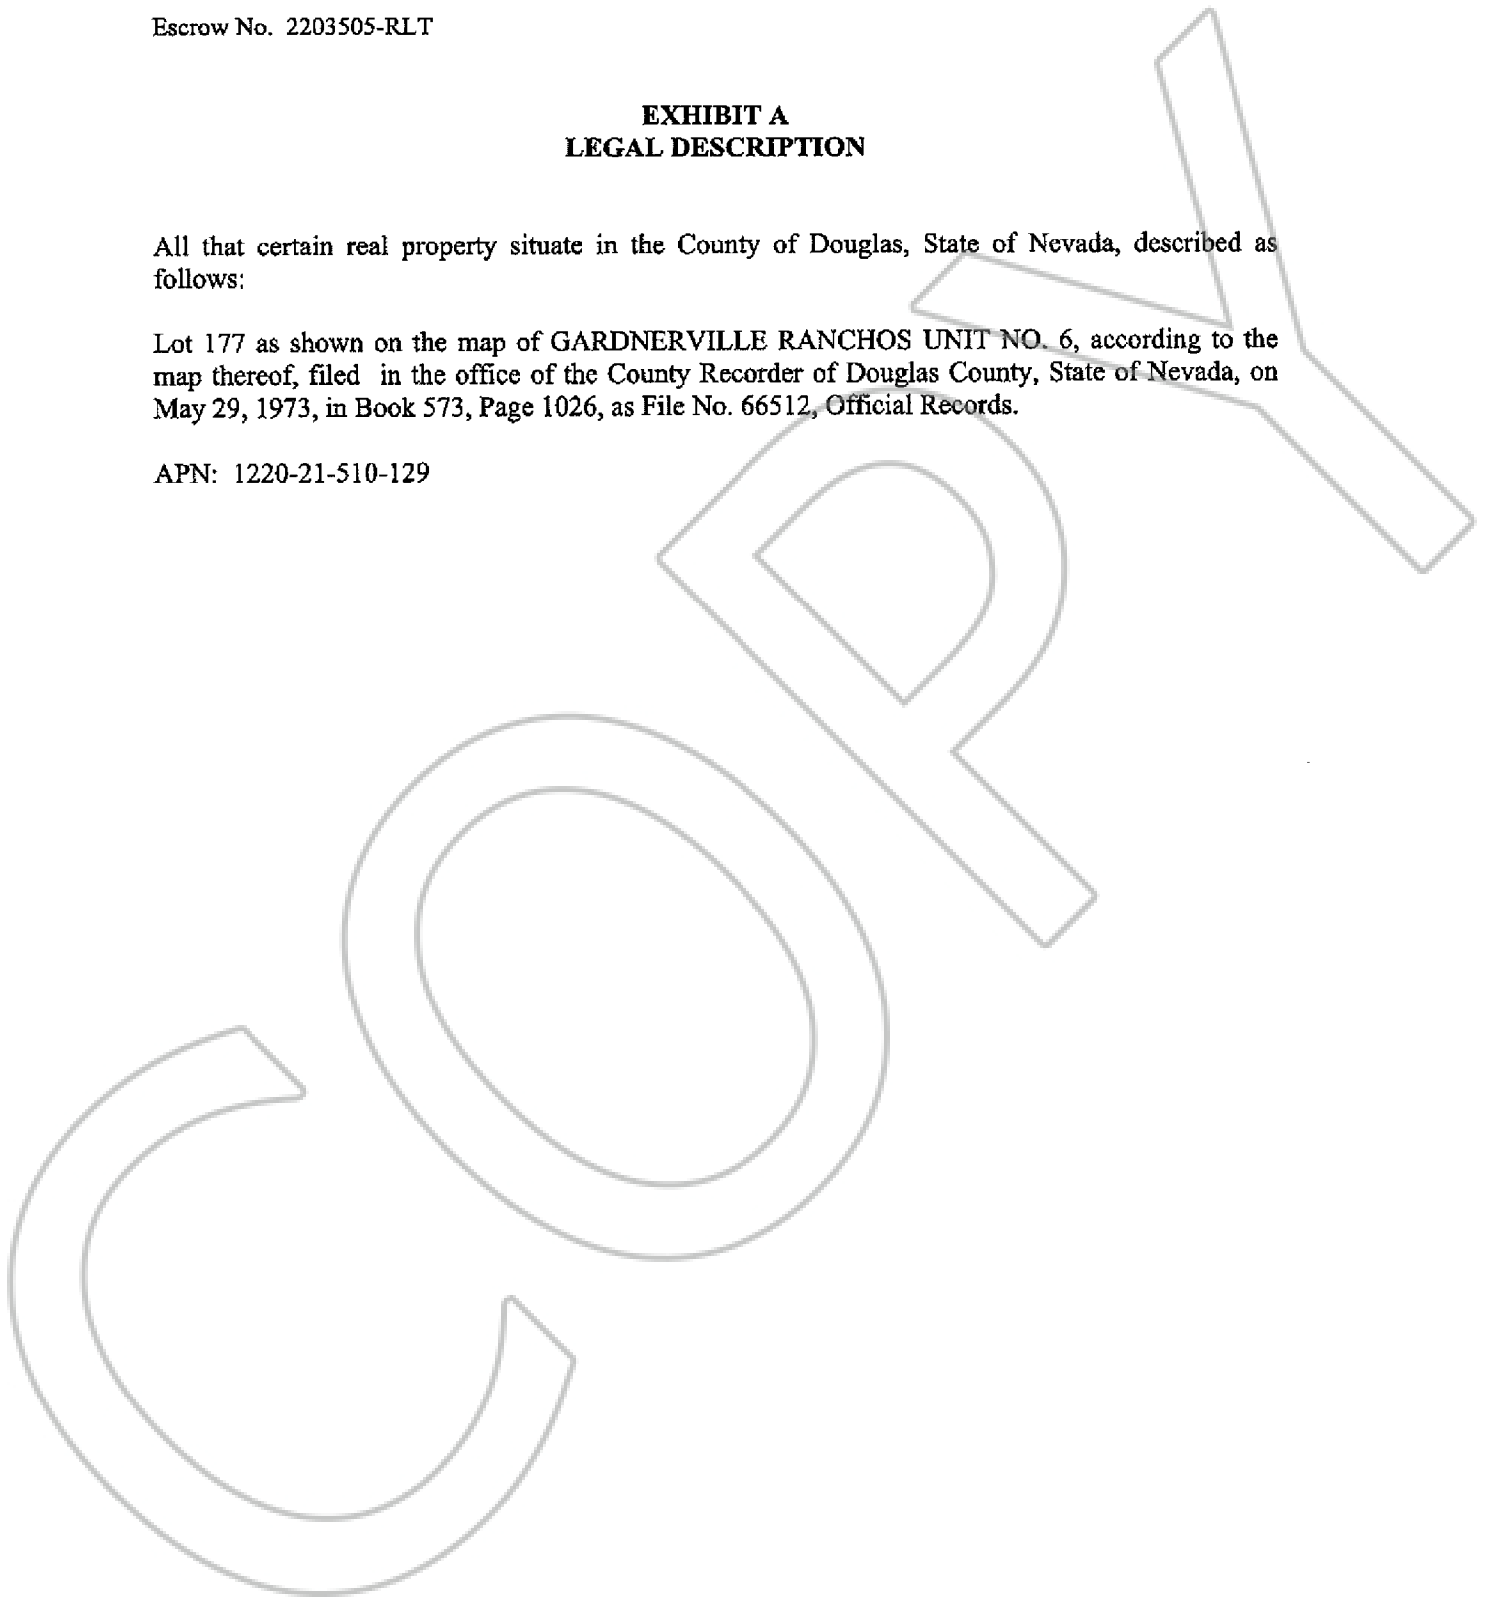 Escrow No. 2203505-RLT
EXHIBIT A
LEGAL DESCRIPTION
All that certain real property situate in the County of Douglas, State of Nevada, described as
follows:
Lot 177 as shown on the map of GARDNERVILLE RANCHOS UNIT NO. 6, according to the
map thereof, filed in the office of the County Recorder of Douglas County, State of Nevada, on
May 29, 1973, in Book 573, Page 1026, as File No. 66512, Official Records.
APN: 1220-21-510-129
COPY